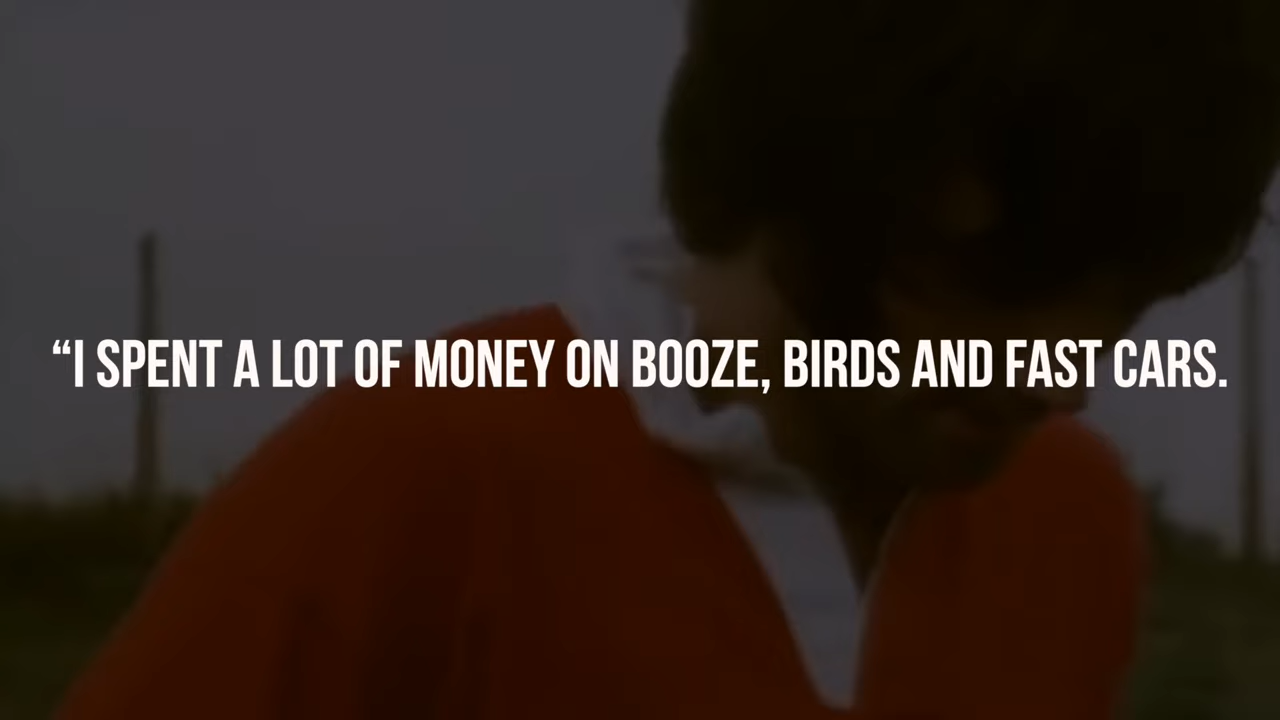 “I SPENT A LOT OF MONEY ON BOOZE, BIRDS AND FAST CARS.